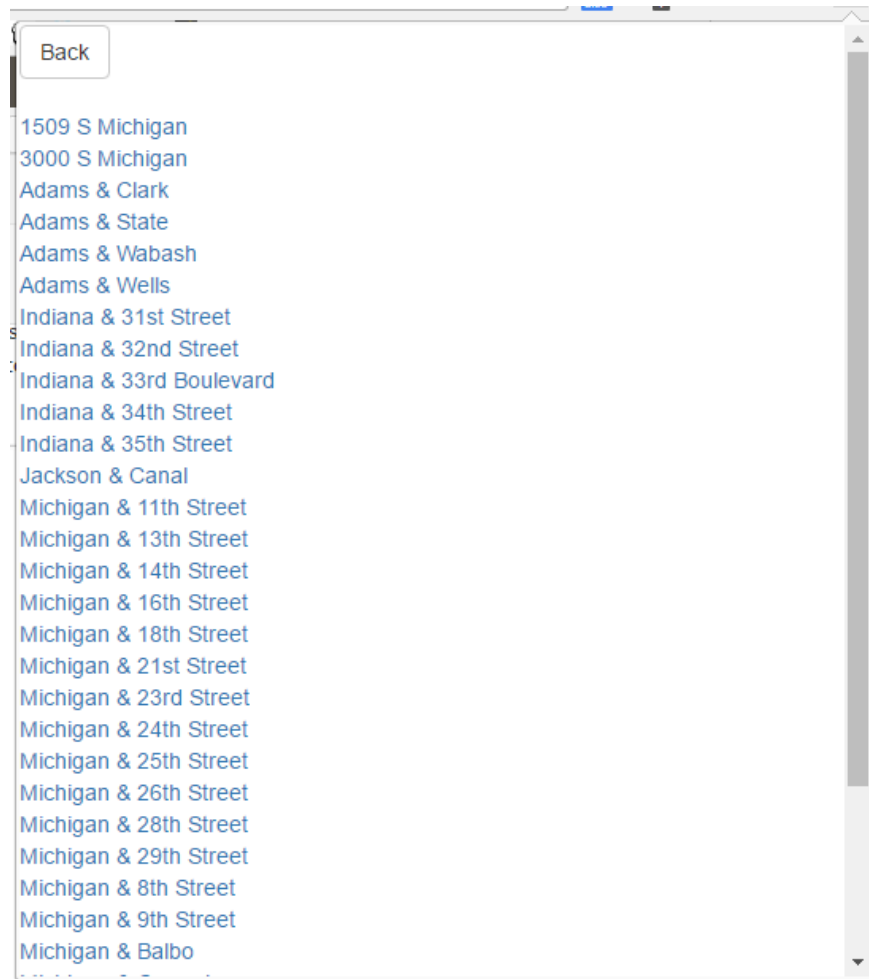 Back
1509 S Michigan
3000 S Michigan
Adams & Clark
Adams & State
Adams & Wabash
Adams & Wells
Indiana & 31st Street
Indiana & 32nd Street
Indiana & 33rd Boulevard
Indiana & 34th Street
Indiana & 35th Street
Jackson & Canal
Michigan & 11th Street
Michigan & 13th Street
Michigan & 14th Street
Michigan & 16th Street
Michigan & 18th Street
Michigan & 21st Street
Michigan & 23rd Street
Michigan & 24th Street
Michigan & 25th Street
Michigan & 26th Street
Michigan & 28th Street
Michigan & 29th Street
Michigan & 8th Street
Michigan & 9th Street
Michigan & Balbo